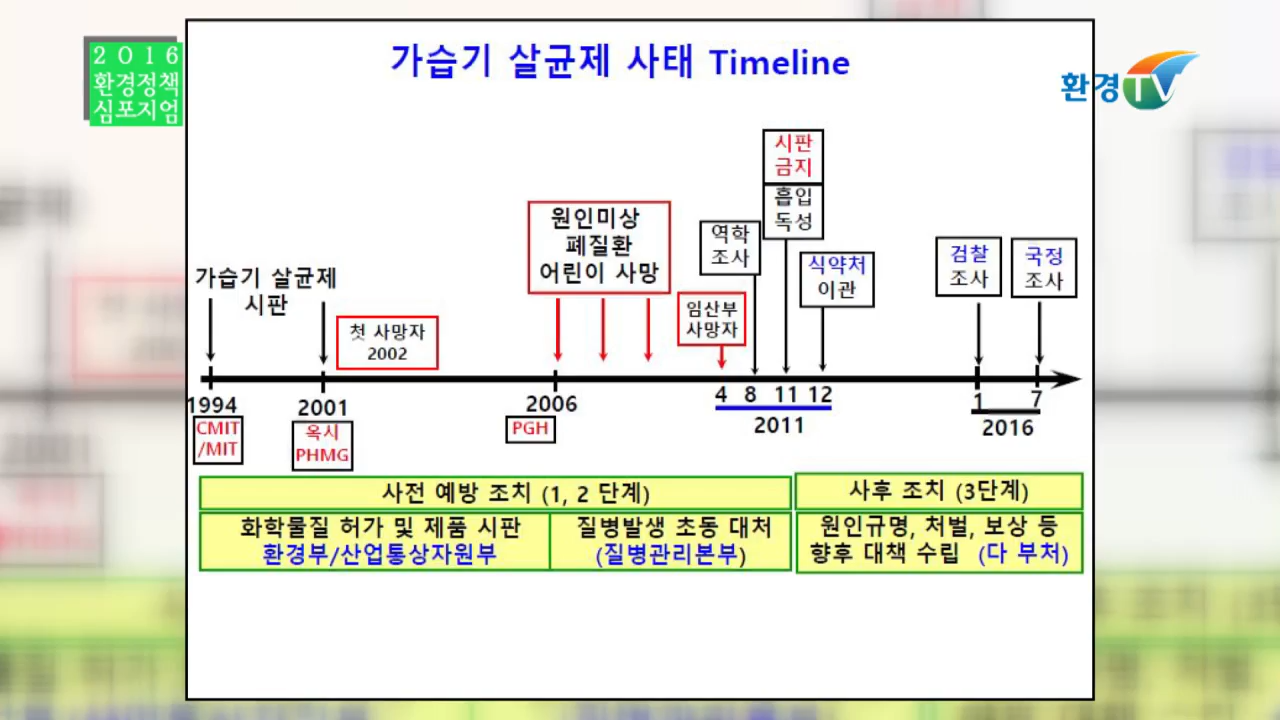 2016
환경정책
심포지엄
가습기 살균제 사태 Timeline
환경TV
시판
금지
흡입
독성
원인미상
폐질환
어린이 사망
역학
조사
식약처
이관
검찰
조사
국정
조사
가습기 살균제
시판
첫 사망자
2002
임산부
사망자
1994
2001
2006
4 8 11 12
2011
1 7
2016
CMIT
/MIT
옥시
PHMG
PGH
사전 예방 조치 (1, 2 단계)
사후 조치 (3단계)
화학물질 허가 및 제품 시판
환경부/산업통상자원부
질병발생 초동 대처
(질병관리본부)
원인규명, 처벌, 보상 등
향후 대책 수립 (다 부처)